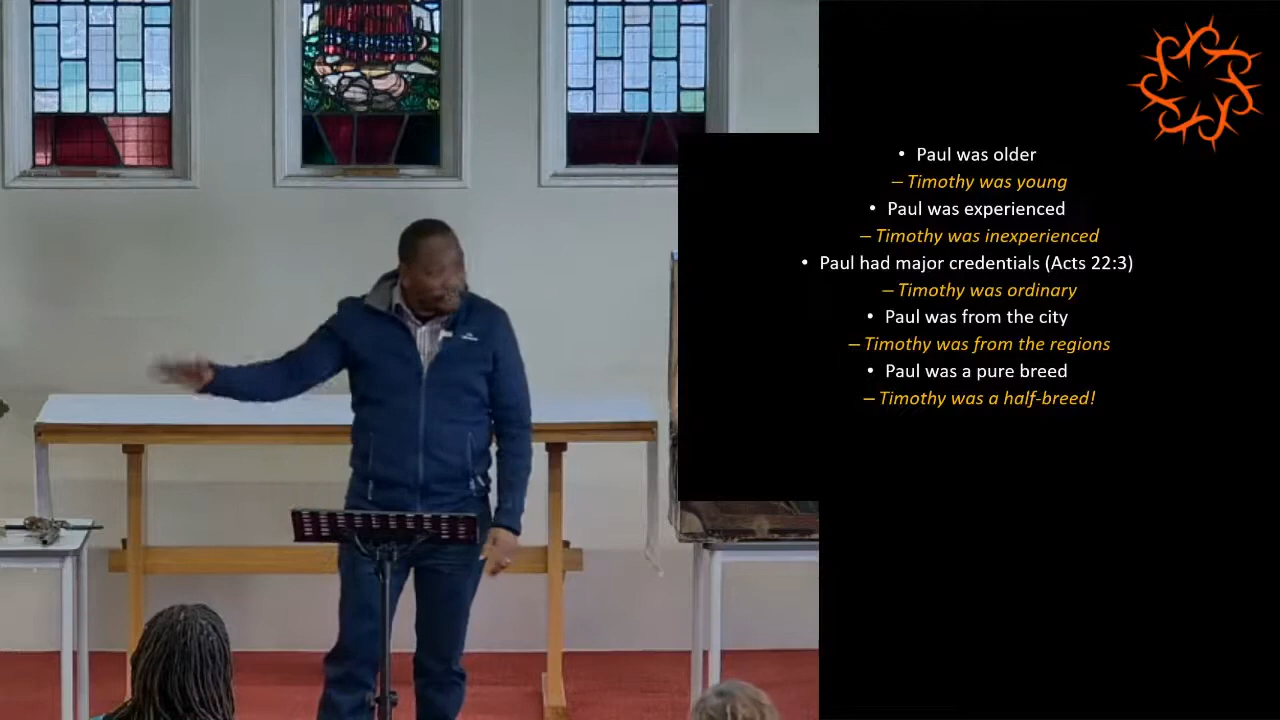 • Paul was older
– Timothy was young
• Paul was experienced
– Timothy was inexperienced
• Paul had major credentials (Acts 22:3)
– Timothy was ordinary
• Paul was from the city
– Timothy was from the regions
• Paul was a pure breed
– Timothy was a half-breed!